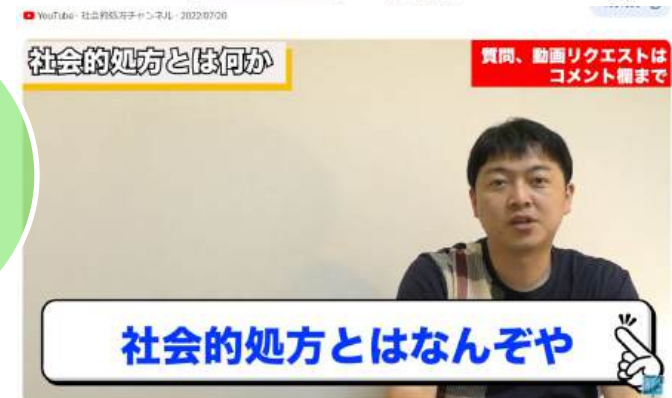 YouTube · 社会的処方チャンネル · 2022/07/20
社会的処方とは何か
質問、動画リクエストは
コメント欄まで
社会的処方とはなんぞや